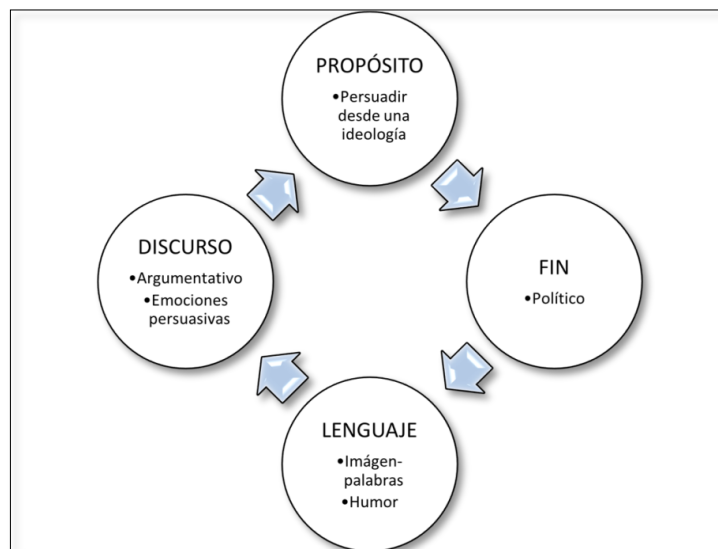 PROPÓSITO
•Persuadir
desde una
ideología
FIN
•Político
LENGUAJE
•Imágen-
palabras
•Humor
DISCURSO
•Argumentativo
•Emociones
persuasivas